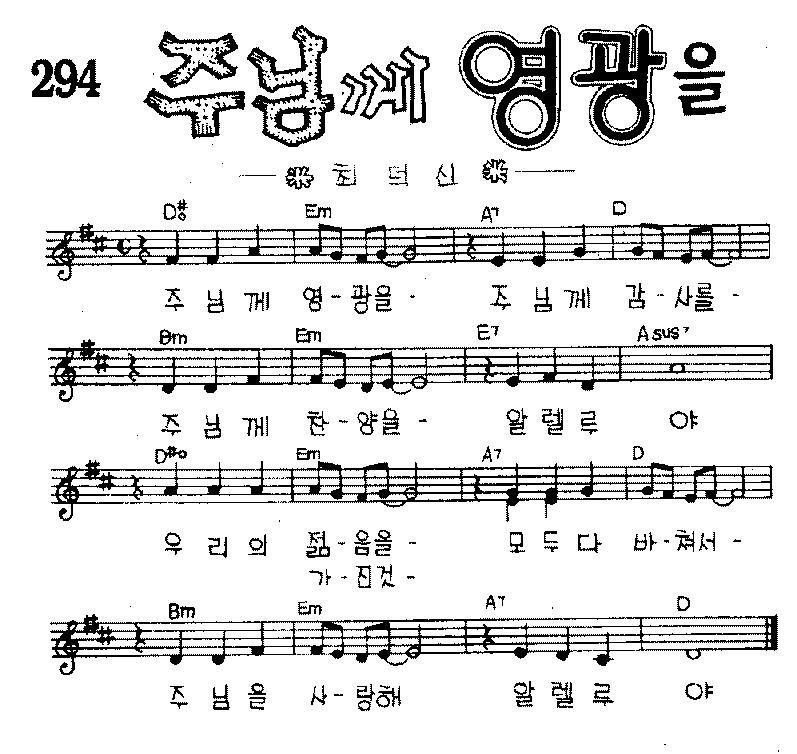 294 주님께 영광을
최덕신
D#o Em A7 D
주 님 께 영-광을- 주 님 께 감-사를-
Bm Em E7 Asus7
주 님 께 찬-양을- 알 렐 루 야
D#o Em A7 D
우 리 의 젊-음을- 모 두 다 바-쳐서-
가-진것-
Bm Em A7 D
주 님 을 사-랑해 알 렐 루 야